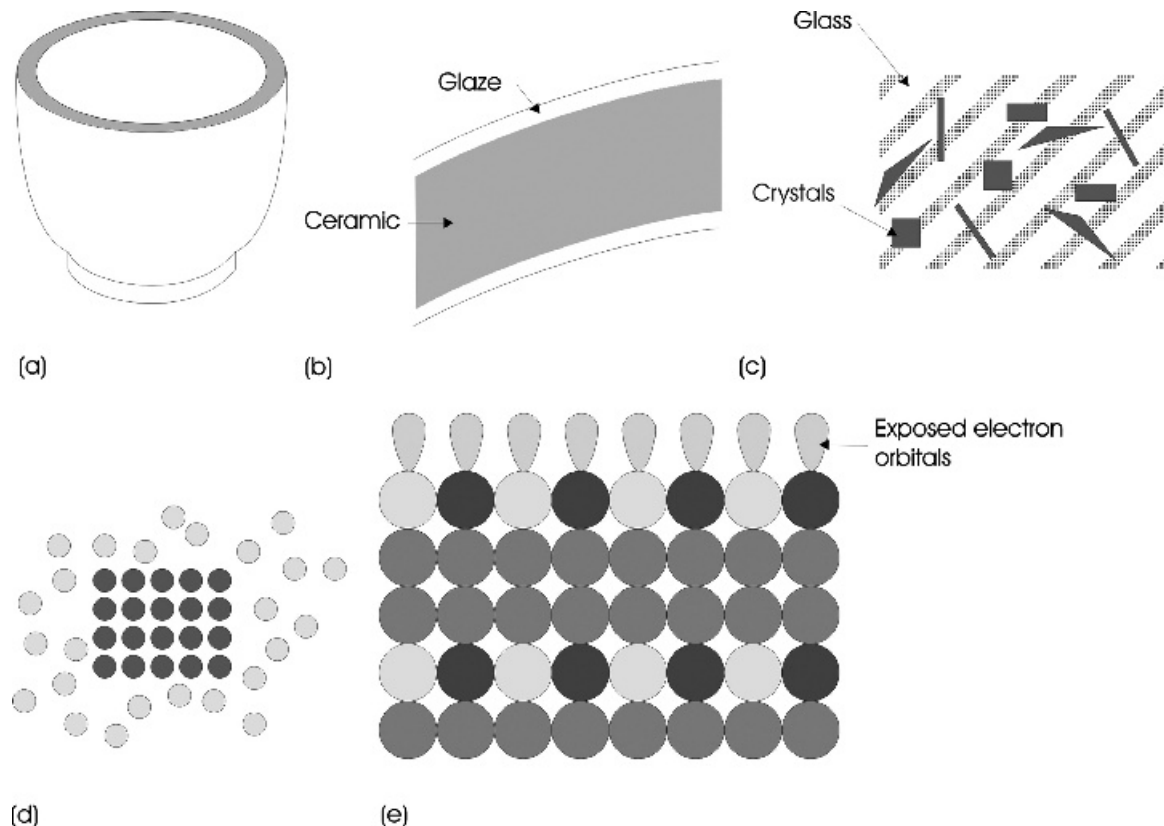 Glaze
Ceramic
Glass
Crystals
(a)
(b)
(c)
Exposed electron
orbitals
(d)
(e)